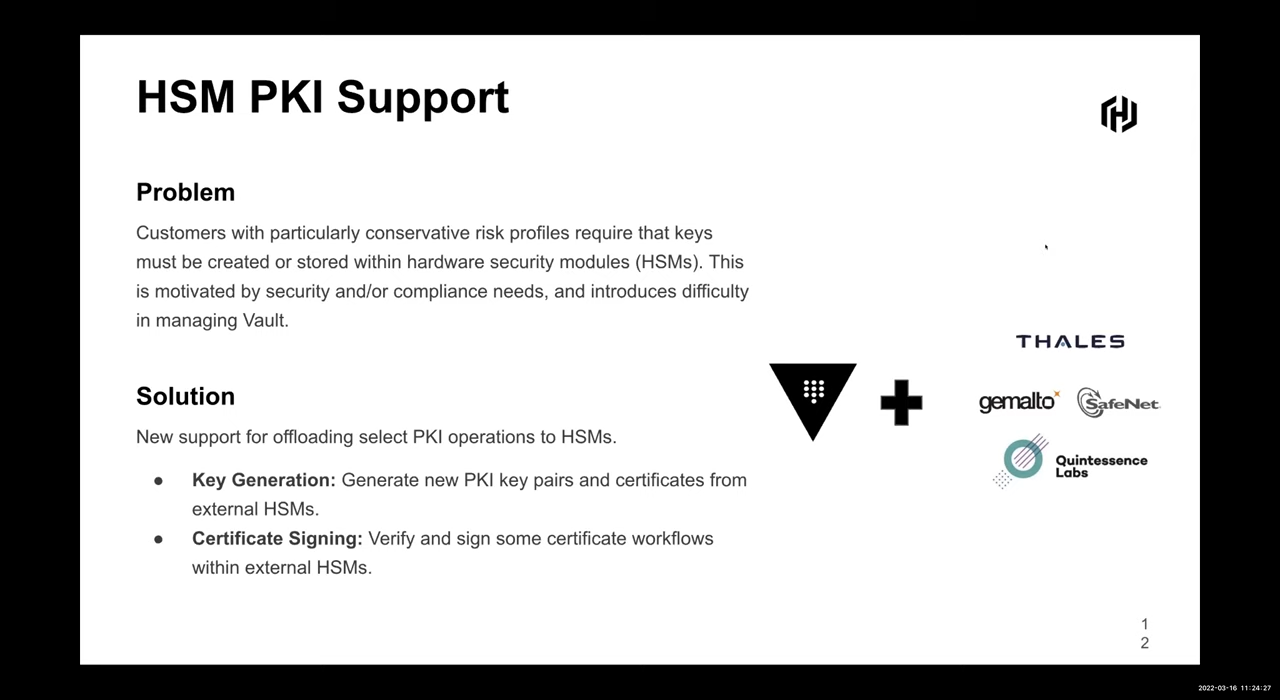 HSM PKI Support
Problem
Customers with particularly conservative risk profiles require that keys
must be created or stored within hardware security modules (HSMs). This
is motivated by security and/or compliance needs, and introduces difficulty
in managing Vault.
Solution
New support for offloading select PKI operations to HSMs.
● Key Generation: Generate new PKI key pairs and certificates from
external HSMs.
● Certificate Signing: Verify and sign some certificate workflows
within external HSMs.
THALES
gemalto
SafeNet.
Quintessence
Labs
1
2
2022-03-16 11:24:27